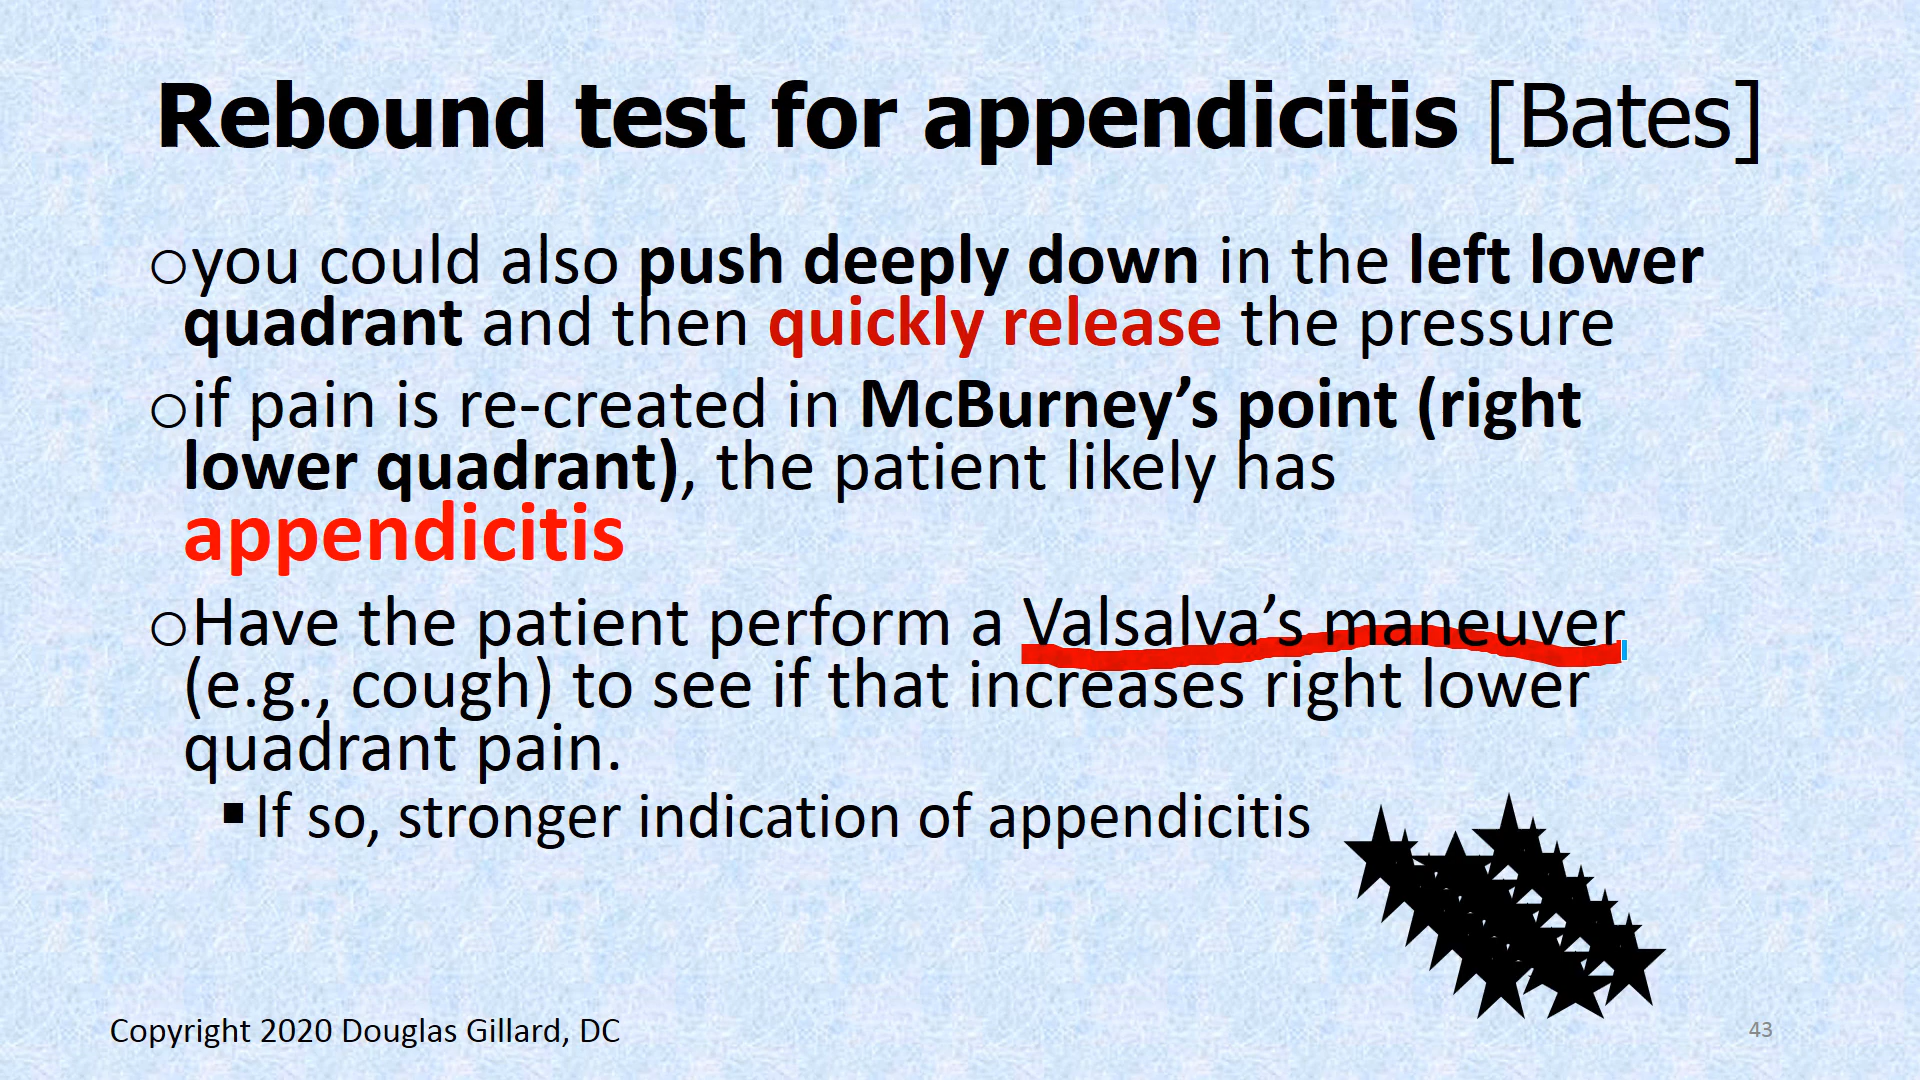 Rebound test for appendicitis [Bates]
○you could also push deeply down in the left lower
quadrant and then quickly release the pressure
○if pain is re-created in McBurney’s point (right
lower quadrant), the patient likely has
appendicitis
○Have the patient perform a Valsalva’s maneuver
(e.g., cough) to see if that increases right lower
quadrant pain.
▪If so, stronger indication of appendicitis
Copyright 2020 Douglas Gillard, DC
43